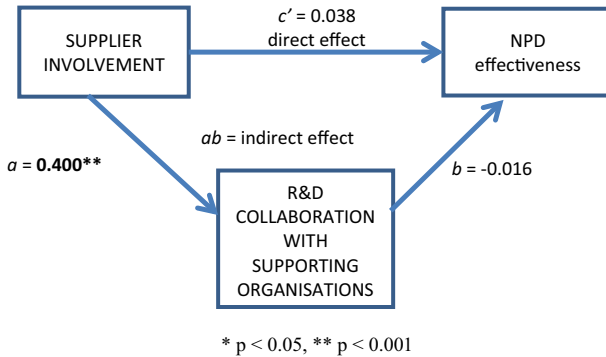 c’ = 0.038
direct effect
SUPPLIER
INVOLVEMENT
NPD
effectiveness
ab = indirect effect
a = 0.400**
b = -0.016
R&D
COLLABORATION
WITH
SUPPORTING
ORGANISATIONS
* p < 0.05, ** p < 0.001